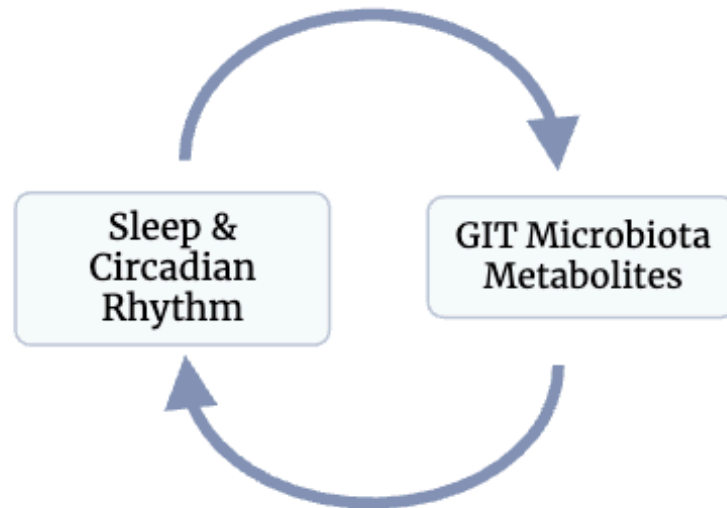 Sleep &
Circadian
Rhythm
GIT Microbiota
Metabolites